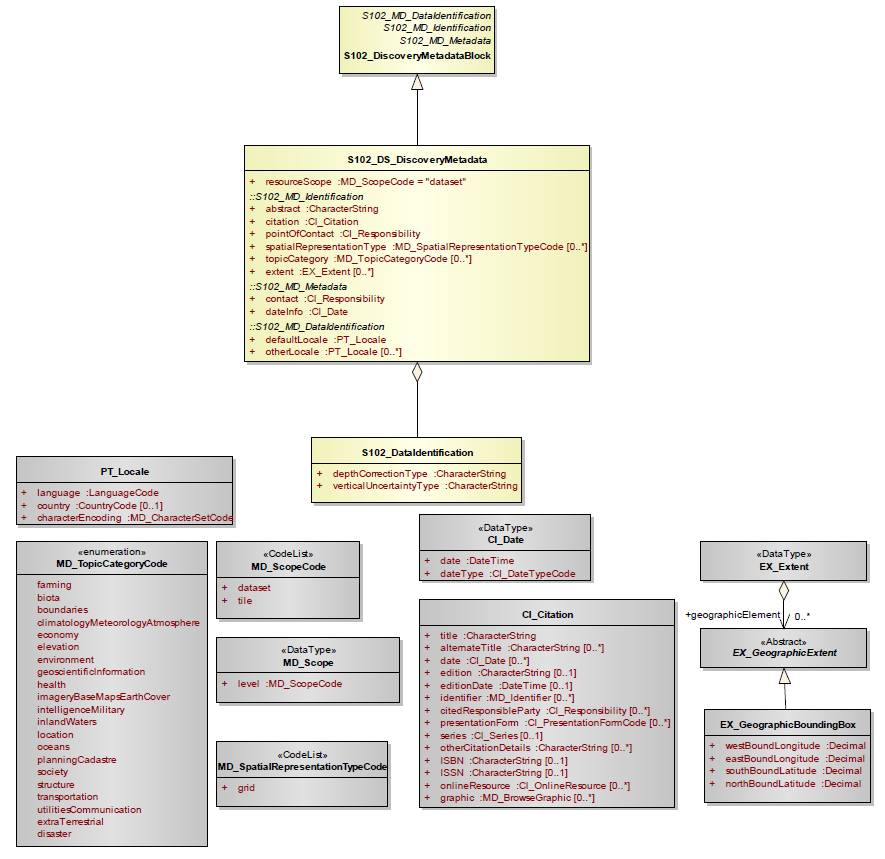 S102_MD_DataIdentification
S102_MD_Identification
S102_MD_Metadata
S102_DiscoveryMetadataBlock
S102_DS_DiscoveryMetadata
+ resourceScope :MD_ScopeCode = "dataset"
::S102_MD_Identification
+ abstract :CharacterString
+ citation :CI_Citation
+ pointOfContact :CI_Responsibility
+ spatialRepresentationType :MD_SpatialRepresentationTypeCode [0..*]
+ topicCategory :MD_TopicCategoryCode [0..*]
+ extent :EX_Extent [0..*]
::S102_MD_Metadata
+ contact :CI_Responsibility
+ dateInfo :CI_Date
::S102_MD_DataIdentification
+ defaultLocale :PT_Locale
+ otherLocale :PT_Locale [0..*]
S102_DataIdentification
+ depthCorrectionType :CharacterString
+ verticalUncertaintyType :CharacterString
PT_Locale
+ language :LanguageCode
+ country :CountryCode [0..1]
+ characterEncoding :MD_CharacterSetCode
«enumeration»
MD_TopicCategoryCode
farming
biota
boundaries
climatologyMeteorologyAtmosphere
economy
elevation
environment
geoscientificInformation
health
imageryBaseMapsEarthCover
intelligenceMilitary
inlandWaters
location
oceans
planningCadastre
society
structure
transportation
utilitiesCommunication
extraTerrestrial
disaster
«CodeList»
MD_ScopeCode
+ dataset
+ tile
«DataType»
MD_Scope
+ level :MD_ScopeCode
«CodeList»
MD_SpatialRepresentationTypeCode
+ grid
«DataType»
CI_Date
+ date :DateTime
+ dateType :CI_DateTypeCode
CI_Citation
+ title :CharacterString
+ alternateTitle :CharacterString [0..*]
+ date :CI_Date [0..*]
+ edition :CharacterString [0..1]
+ editionDate :DateTime [0..1]
+ identifier :MD_Identifier [0..*]
+ citedResponsibleParty :CI_Responsibility [0..*]
+ presentationForm :CI_PresentationFormCode [0..*]
+ series :CI_Series [0..1]
+ otherCitationDetails :CharacterString [0..*]
+ ISBN :CharacterString [0..1]
+ ISSN :CharacterString [0..1]
+ onlineResource :CI_OnlineResource [0..*]
+ graphic :MD_BrowseGraphic [0..*]
«DataType»
EX_Extent
+geographicElement 0..*
«Abstract»
EX_GeographicExtent
EX_GeographicBoundingBox
+ westBoundLongitude :Decimal
+ eastBoundLongitude :Decimal
+ southBoundLatitude :Decimal
+ northBoundLatitude :Decimal